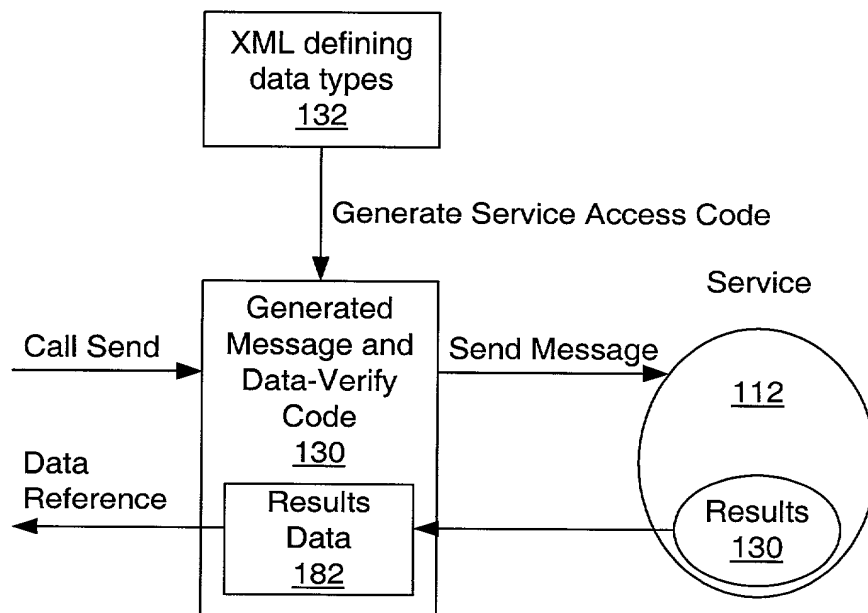 XML defining
data types
132
Generate Service Access Code
Service
Generated
Message and
Data-Verify
Code
130
Call Send
Send Message
112
Data
Reference
Results
Data
182
Results
130